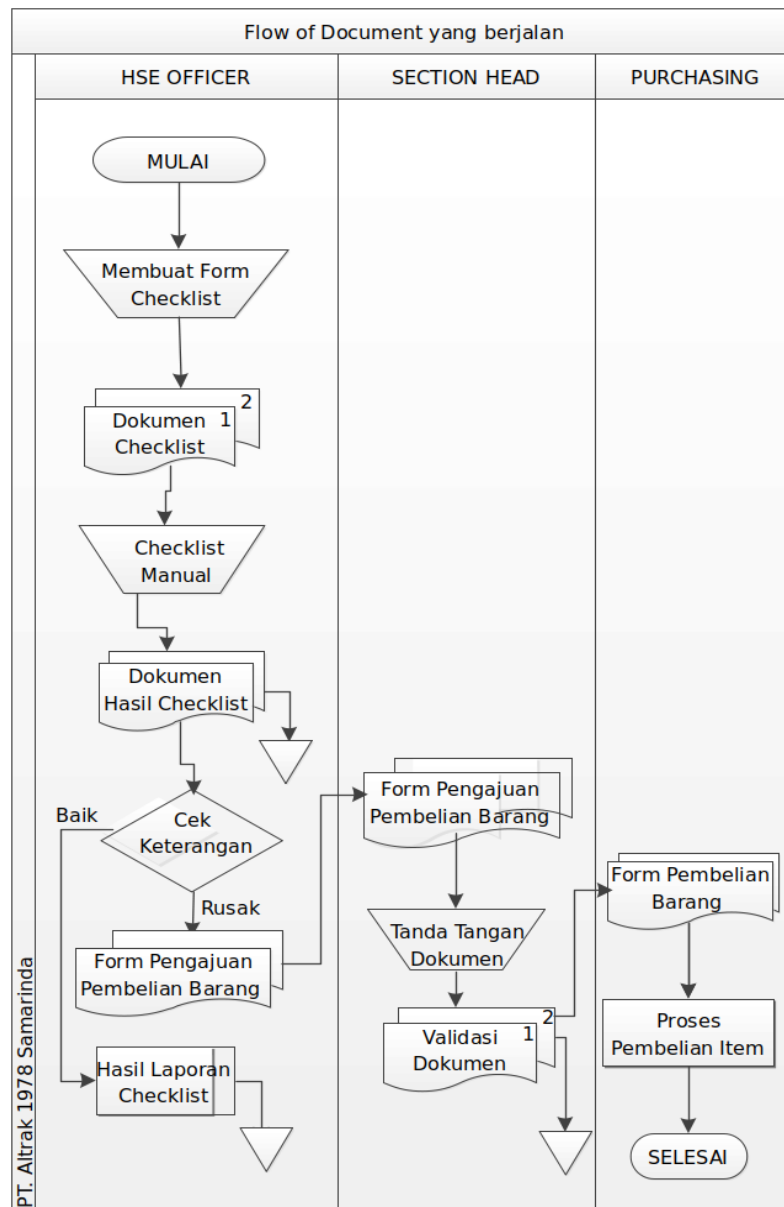 Flow of Document yang berjalan
HSE OFFICER
SECTION HEAD
PURCHASING
MULAI
Membuat Form
Checklist
2
Dokumen 1
Checklist
Checklist
Manual
Dokumen
Hasil Checklist
Baik
Cek
Keterangan
Rusak
Form Pengajuan
Pembelian Barang
Hasil Laporan
Checklist
Form Pengajuan
Pembelian Barang
Tanda Tangan
Dokumen
2
Validasi 1
Dokumen
Form Pembelian
Barang
Proses
Pembelian Item
SELESAI
PT. Altrak 1978 Samarinda